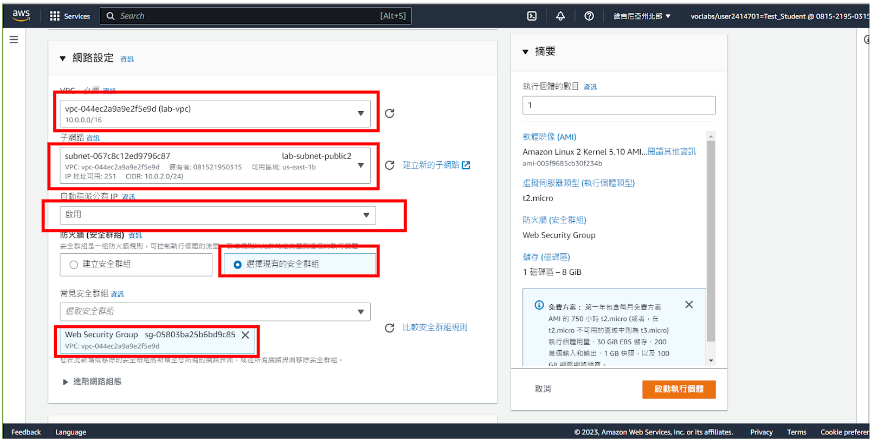 aws
Services
Search
[Alt+S]
維吉尼亞州北部
voclabs/user2414701=Test_Student @ 0815-2195-0315
網路設定 資訊
VPC - 必要 資訊
vpc-044ec2a9a9e2f5e9d (lab-vpc)
10.0.0.0/16
子網路 資訊
subnet-067c8c12ed9796c87 lab-subnet-public2
VPC: vpc-044ec2a9a9e2f5e9d 擁有者: 081521950315 可用區域: us-east-1b
IP 地址可用: 251 CIDR: 10.0.2.0/24)
建立新的子網路
自動指派公有 IP 資訊
啟用
防火牆 (安全群組) 資訊
安全群組是一組防火牆規則，可控制執行個體的流量。
建立安全群組
選擇現有的安全群組
常見安全群組 資訊
選取安全群組
Web Security Group sg-05803ba25b6bd9c85
VPC: vpc-044ec2a9a9e2f5e9d
比較安全群組規則
進階網路組態
摘要
執行個體的數目 資訊
1
軟體映像 (AMI)
Amazon Linux 2 Kernel 5.10 AMI...閱讀其他資訊
ami-005f9685cb30f234b
虛擬伺服器類型 (執行個體類型)
t2.micro
防火牆 (安全群組)
Web Security Group
儲存 (磁碟區)
1 磁碟區 – 8 GiB
免費方案： 第一年包含每月免費方案
AMI 的 750 小時 t2.micro (或者，在
t2.micro 不可用的區域中則為 t3.micro)
執行個體用量、30 GiB EBS 儲存、200
萬個輸入和輸出、1 GB 快照，以及 100
取消
啟動執行個體
Feedback
Language
© 2023, Amazon Web Services, Inc. or its affiliates.
Privacy
Terms
Cookie preferen